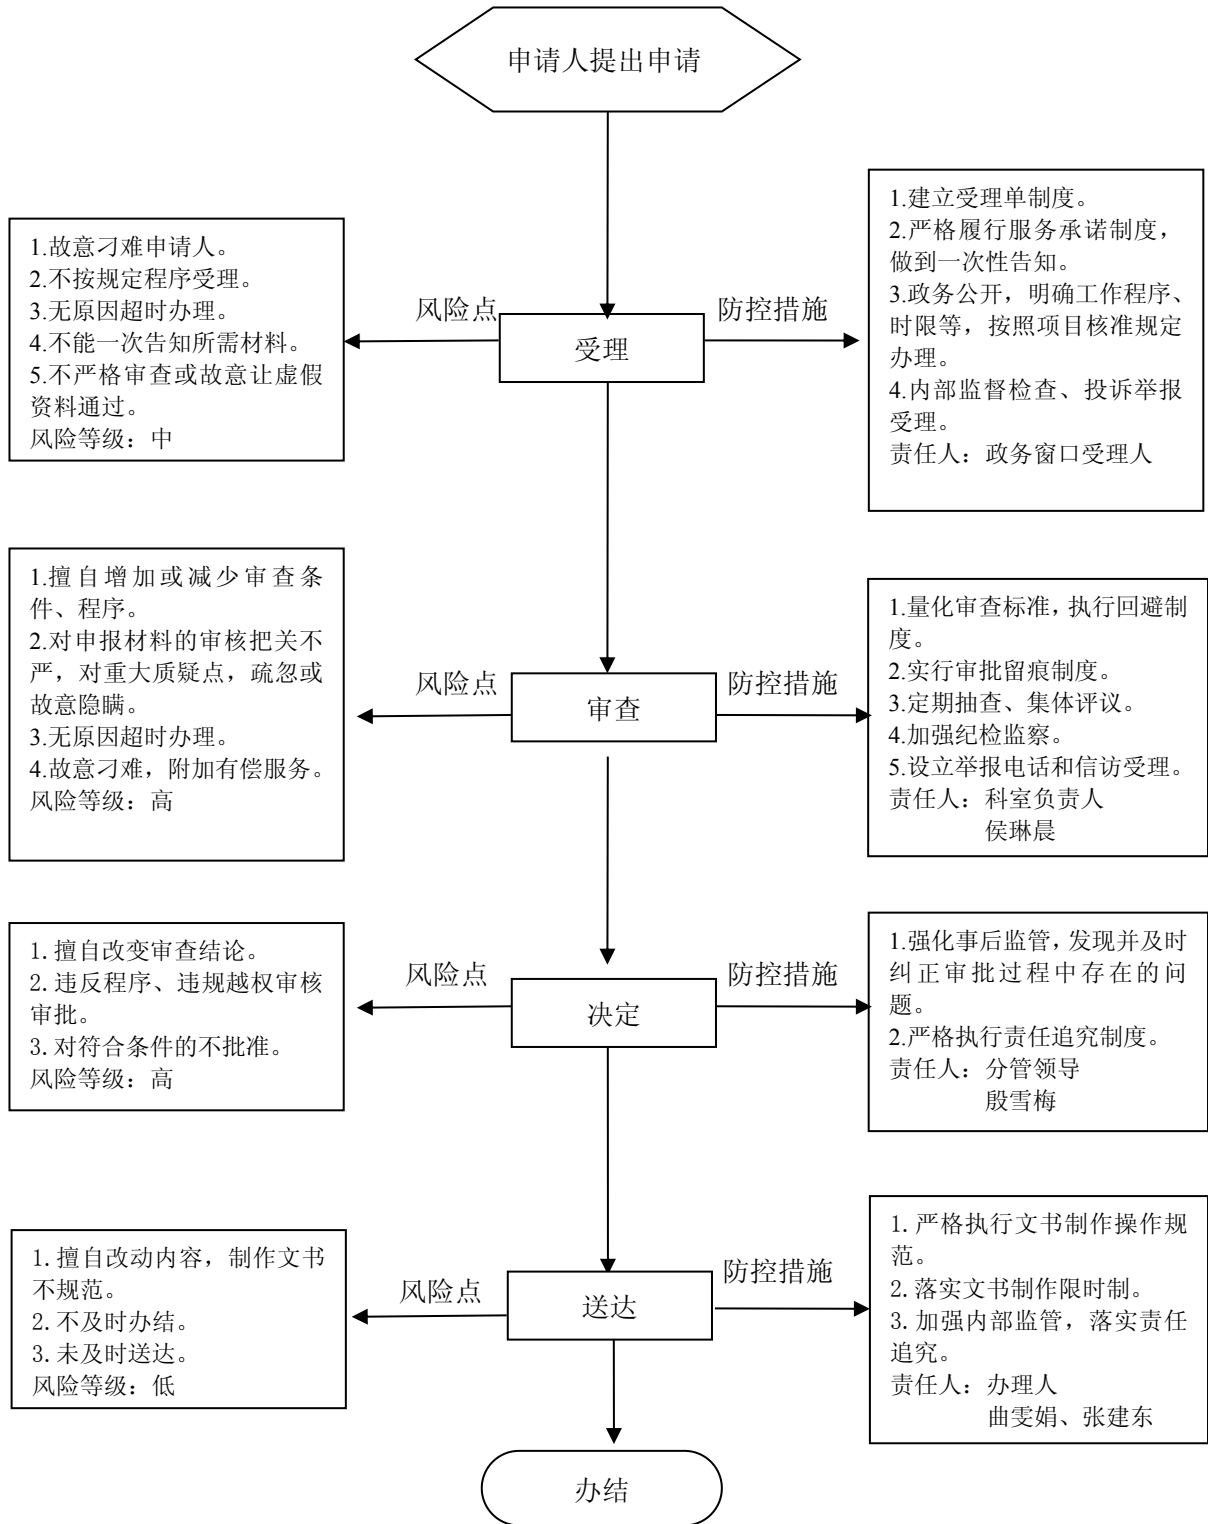 申请人提出申请
1.故意刁难申请人。
2.不按规定程序受理。
3.无原因超时办理。
4.不能一次告知所需材料。
5.不严格审查或故意让虚假
资料通过。
风险等级：中
风险点
受理
防控措施
1.建立受理单制度。
2.严格履行服务承诺制度，
做到一次性告知。
3.政务公开，明确工作程序、
时限等，按照项目核准规定
办理。
4.内部监督检查、投诉举报
受理。
责任人：政务窗口受理人
1.擅自增加或减少审查条
件、程序。
2.对申报材料的审核把关不
严，对重大质疑点，疏忽或
故意隐瞒。
3.无原因超时办理。
4.故意刁难，附加有偿服务。
风险等级：高
风险点
审查
防控措施
1.量化审查标准，执行回避制
度。
2.实行审批留痕制度。
3.定期抽查、集体评议。
4.加强纪检监察。
5.设立举报电话和信访受理。
责任人：科室负责人
侯琳晨
1. 擅自改变审查结论。
2. 违反程序、违规越权审核
审批。
3. 对符合条件的不批准。
风险等级：高
风险点
决定
防控措施
1.强化事后监管，发现并及时
纠正审批过程中存在的问
题。
2.严格执行责任追究制度。
责任人：分管领导
殷雪梅
1. 擅自改动内容，制作文书
不规范。
2. 不及时办结。
3. 未及时送达。
风险等级：低
风险点
送达
防控措施
1. 严格执行文书制作操作规
范。
2. 落实文书制作限时制。
3. 加强内部监管，落实责任
追究。
责任人：办理人
曲雯娟、张建东
办结